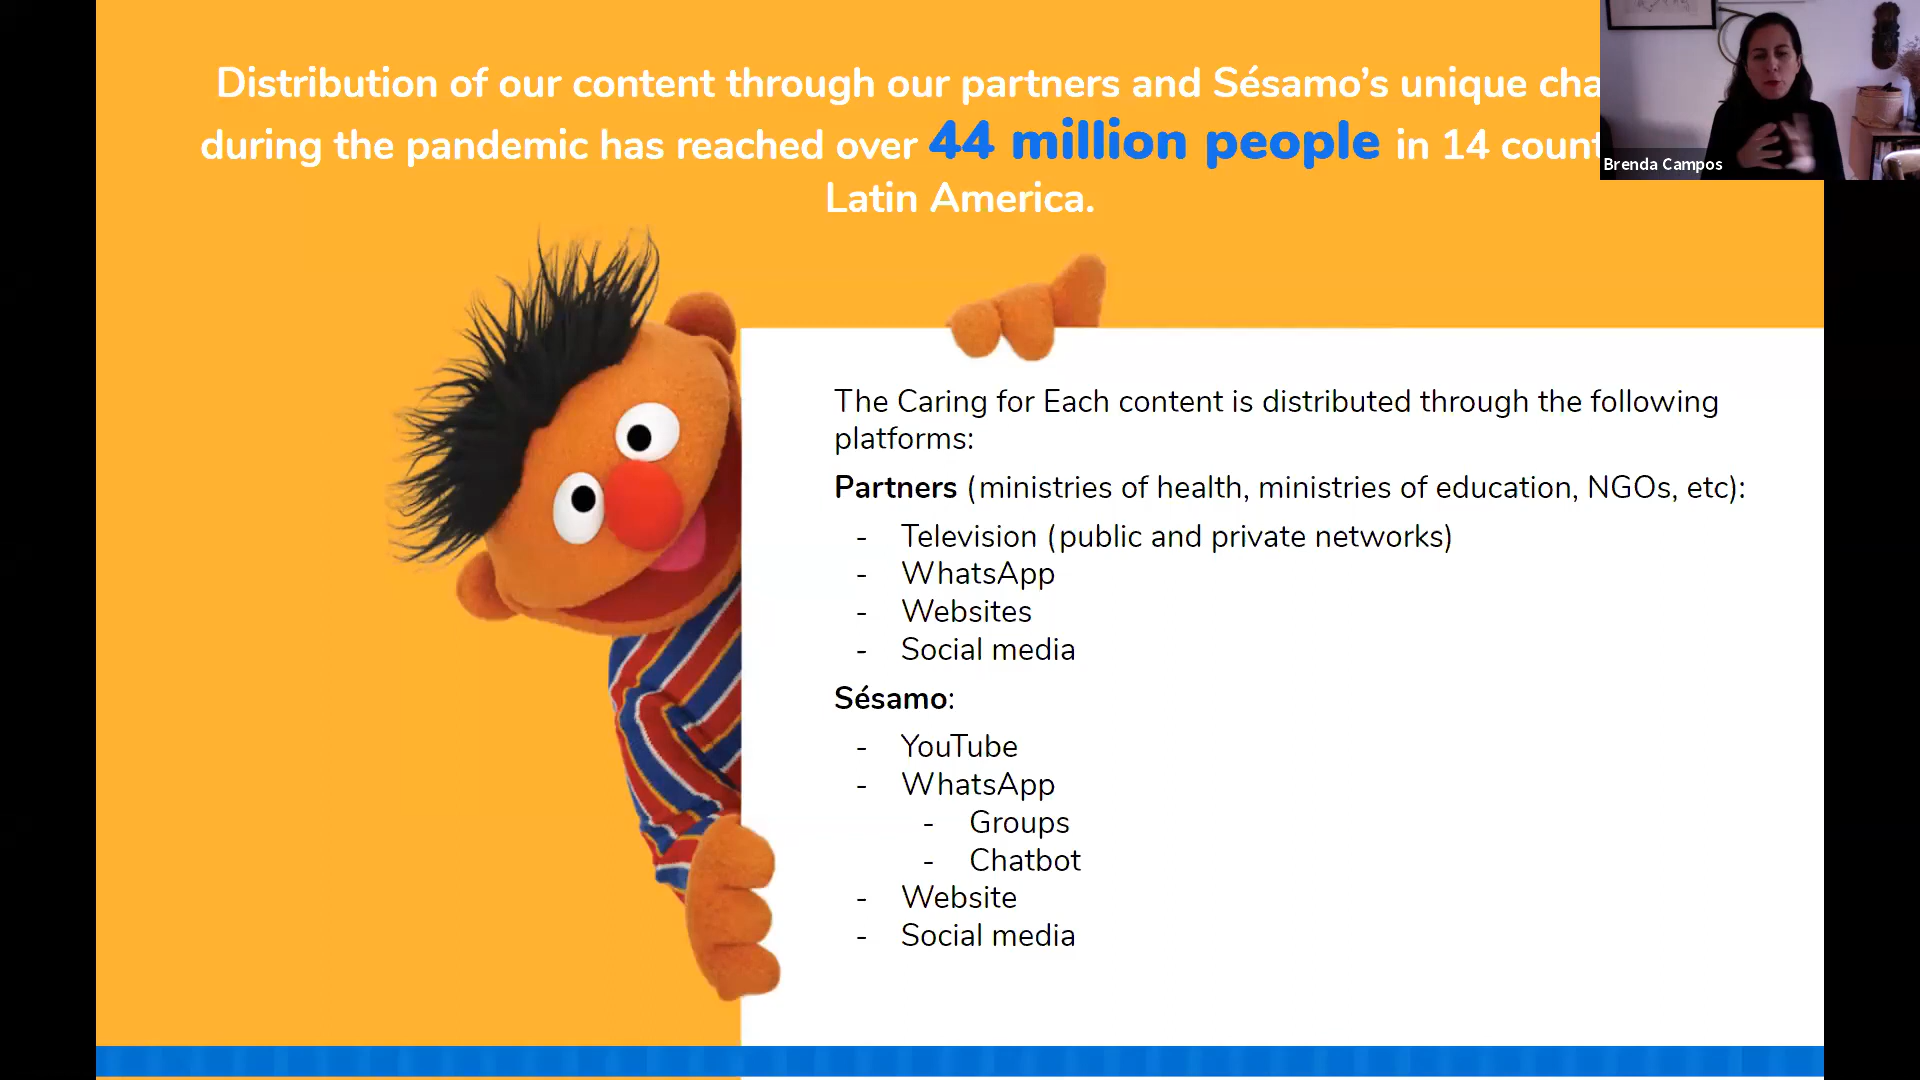 Distribution of our content through our partners and Sésamo’s unique
during the pandemic has reached over 44 million people in 14
Latin America.
Brenda Campos
The Caring for Each content is distributed through the following
platforms:
Partners (ministries of health, ministries of education, NGOs, etc):
- Television (public and private networks)
- WhatsApp
- Websites
- Social media
Sésamo:
- YouTube
- WhatsApp
- Groups
- Chatbot
- Website
- Social media